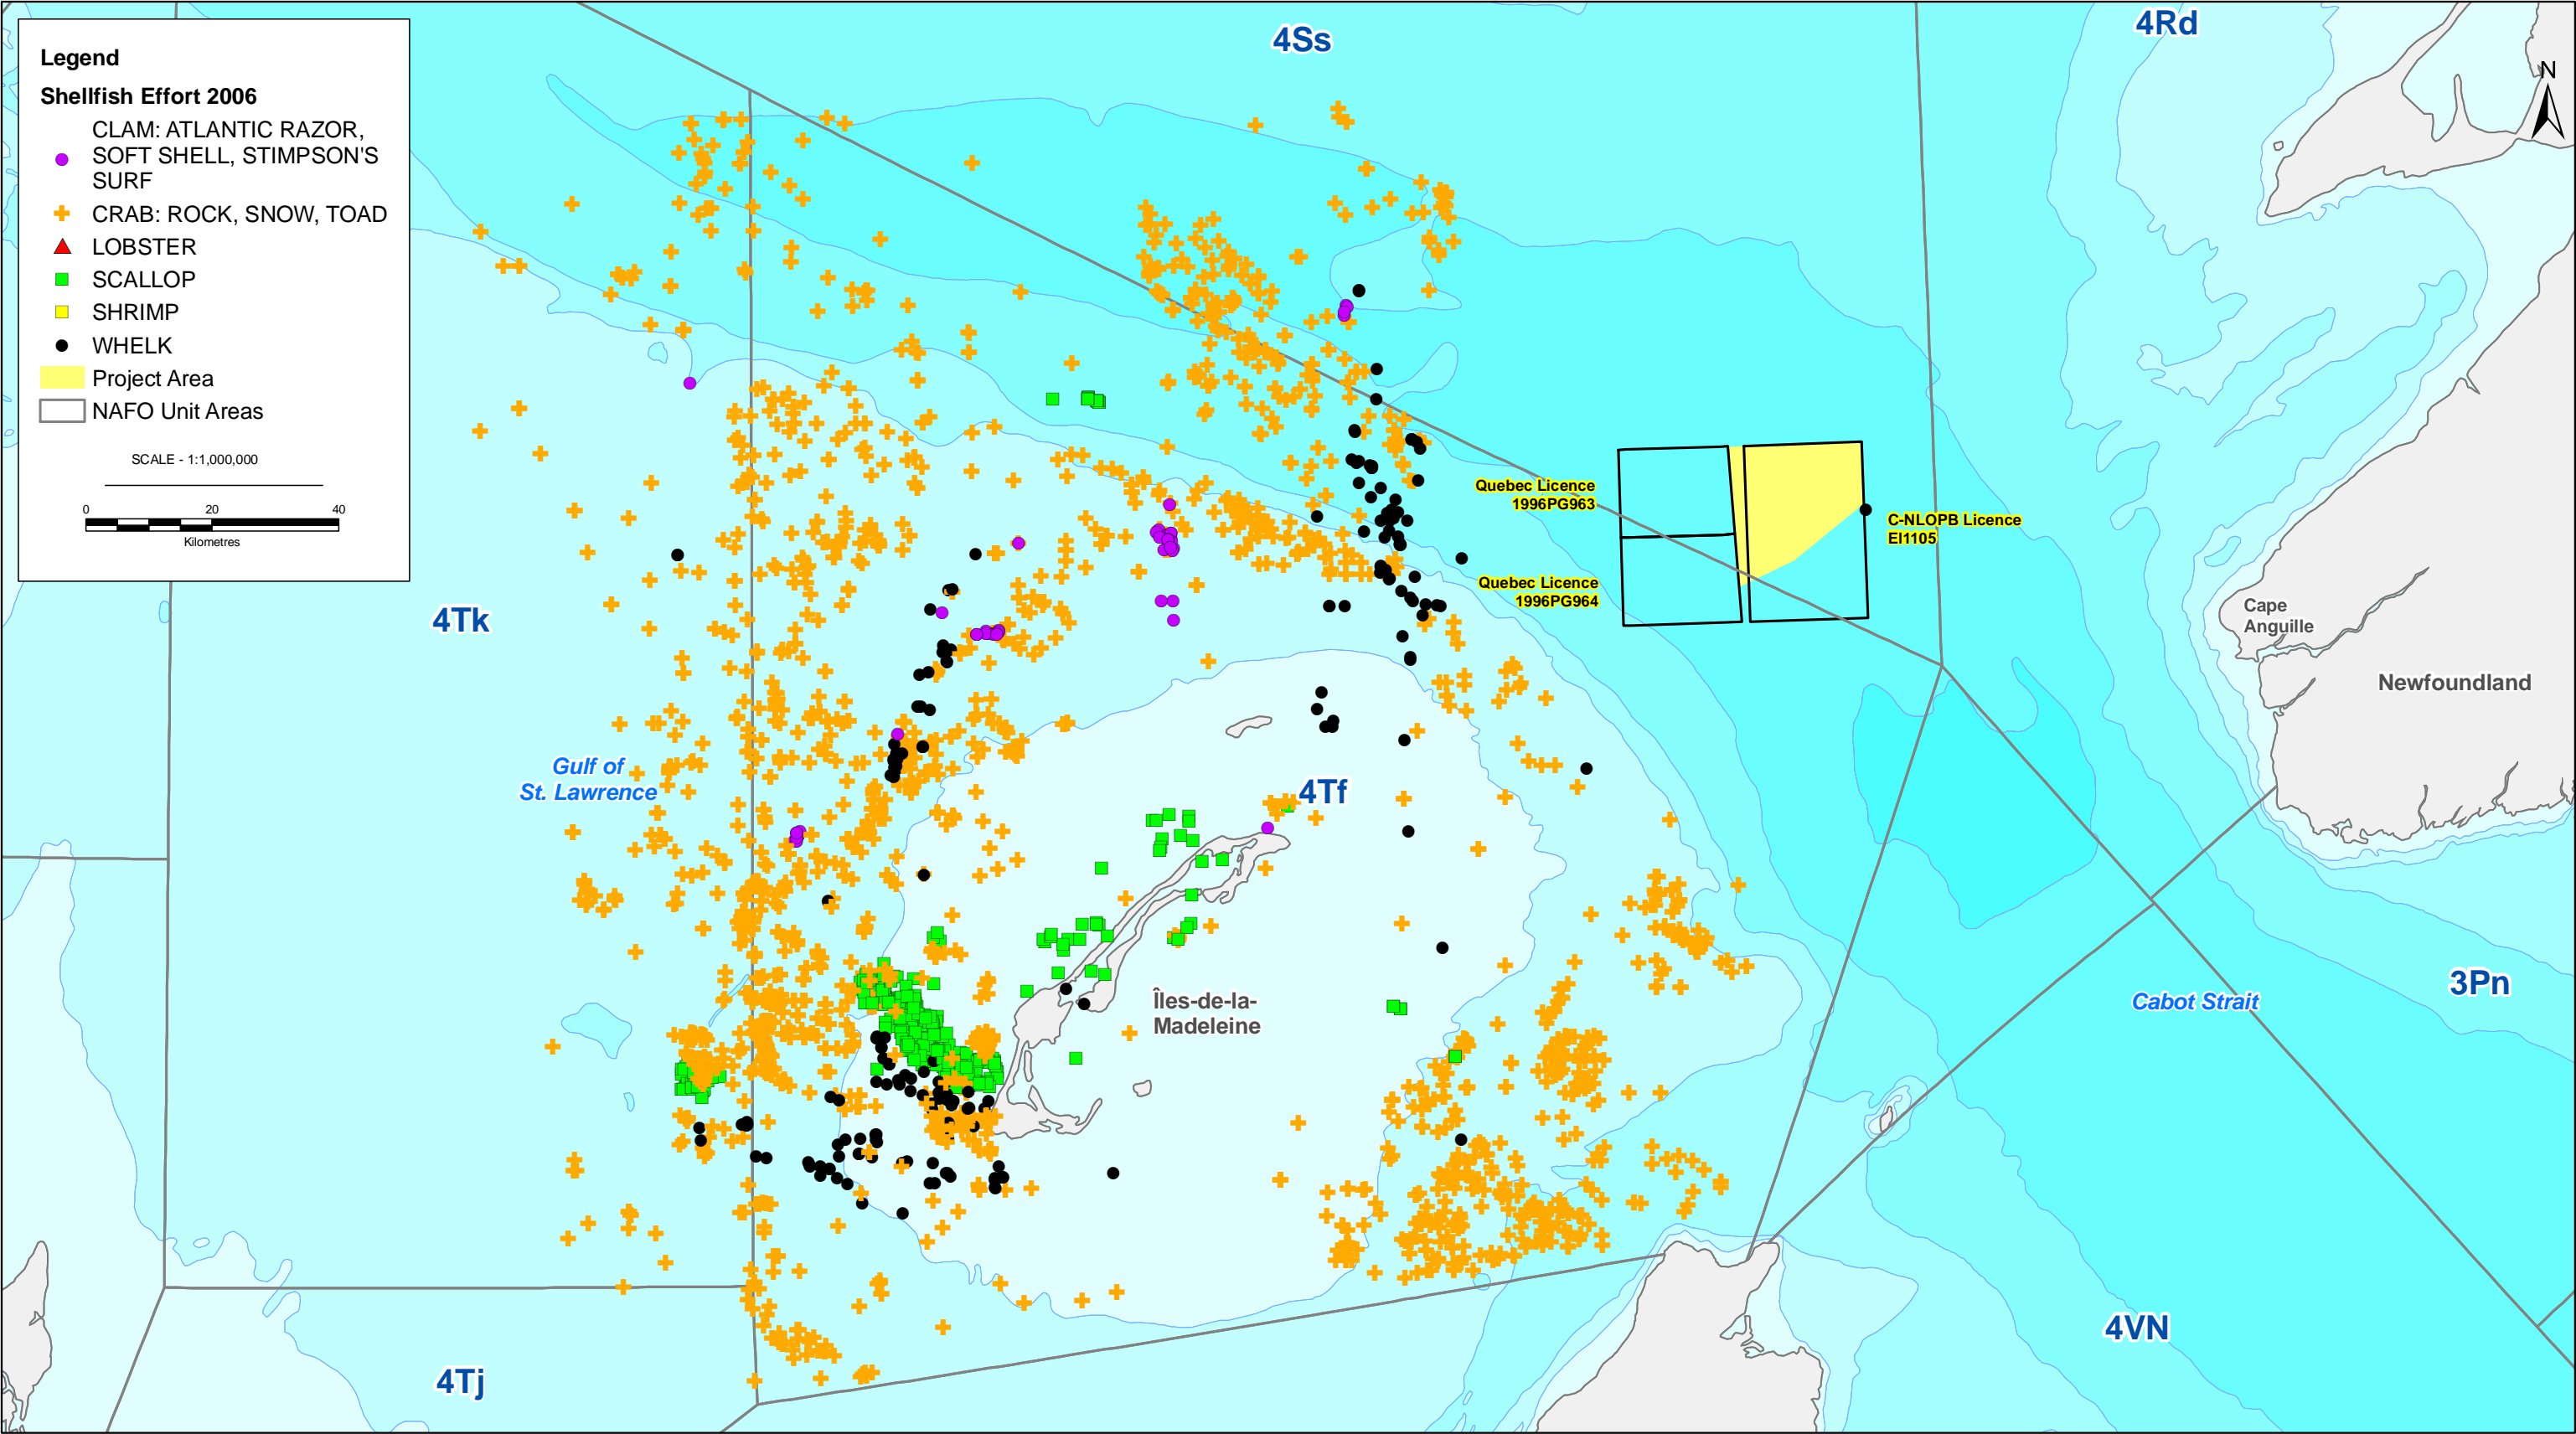 Legend
Shellfish Effort 2006
CLAM: ATLANTIC RAZOR,
SOFT SHELL, STIMPSON'S
SURF
CRAB: ROCK, SNOW, TOAD
LOBSTER
SCALLOP
SHRIMP
WHELK
Project Area
NAFO Unit Areas
SCALE - 1:1,000,000
0 20 40
Kilometres
4Ss
4Rd
N
Quebec Licence
1996PG963
C-NLOPB Licence
EI1105
Quebec Licence
1996PG964
Cape
Anguille
Newfoundland
4Tk
Gulf of
St. Lawrence
4Tf
Îles-de-la-
Madeleine
3Pn
Cabot Strait
4VN
4Tj